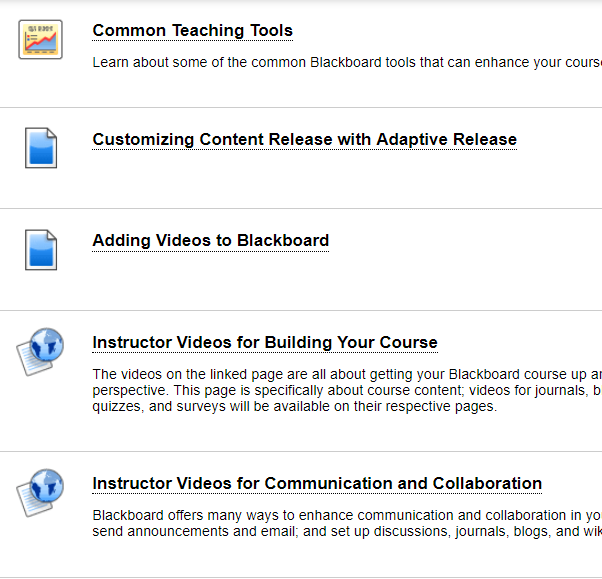 Common Teaching Tools
Learn about some of the common Blackboard tools that can enhance your cours
Customizing Content Release with Adaptive Release
Adding Videos to Blackboard
Instructor Videos for Building Your Course
The videos on the linked page are all about getting your Blackboard course up a
perspective. This page is specifically about course content; videos for journals, b
quizzes, and surveys will be available on their respective pages.
Instructor Videos for Communication and Collaboration
Blackboard offers many ways to enhance communication and collaboration in yo
send announcements and email; and set up discussions, journals, blogs, and wik